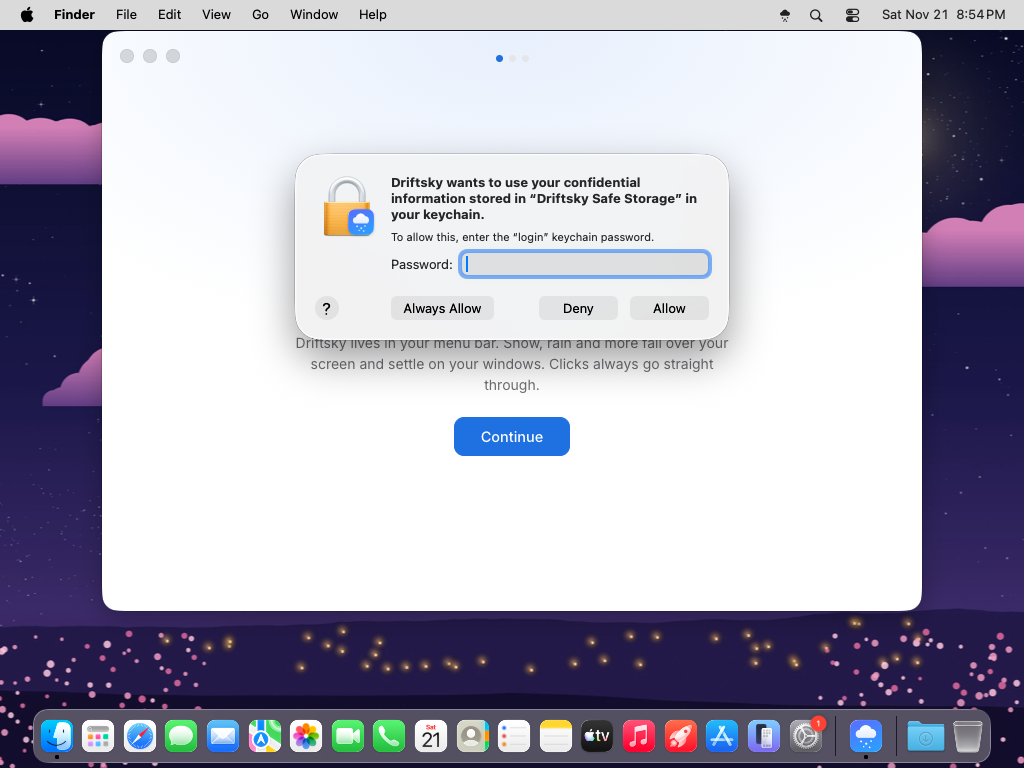 Finder File Edit View Go Window Help Sat Nov 21 8:54 PM
Driftsky wants to use your confidential
information stored in “Driftsky Safe Storage” in
your keychain.
To allow this, enter the “login” keychain password.
Password:
? Always Allow Deny Allow
Driftsky lives in your menu bar. Snow, rain and more fall over your
screen and settle on your windows. Clicks always go straight
through.
Continue
Sat
21
tv
1